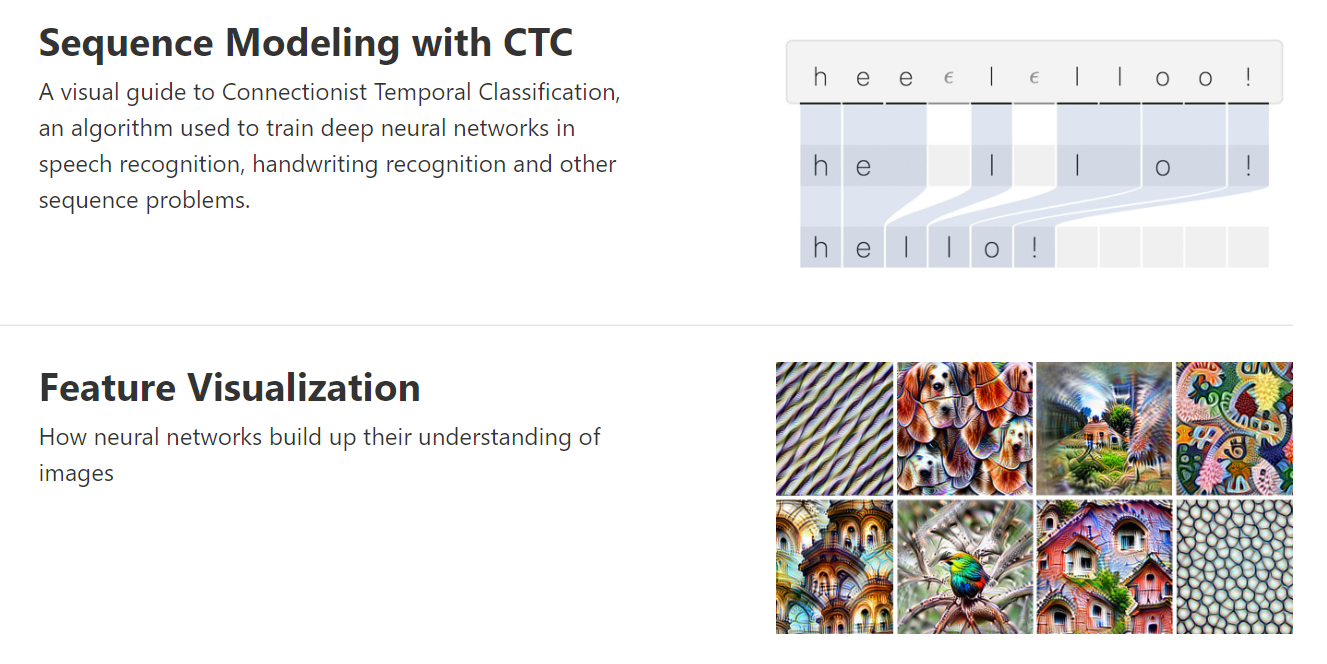 Sequence Modeling with CTC
A visual guide to Connectionist Temporal Classification,
an algorithm used to train deep neural networks in
speech recognition, handwriting recognition and other
sequence problems.
h e e ϵ l ϵ l l o o !
h e l l o !
h e l l o !
Feature Visualization
How neural networks build up their understanding of
images